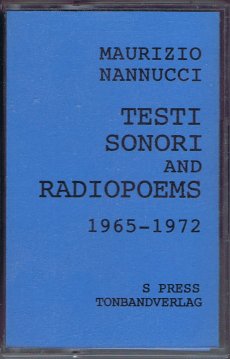 MAURIZIO
NANNUCCI
TESTI
SONORI
AND
RADIOPOEMS
1965-1972
S PRESS
TONBANDVERLAG